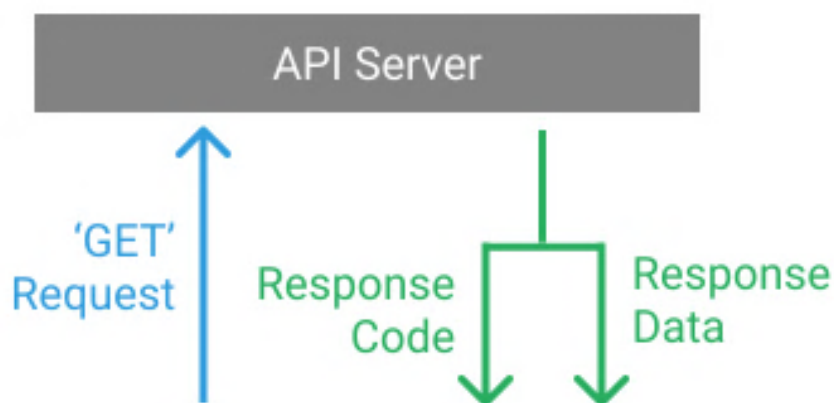 API Server
‘GET’
Request
Response
Code
Response
Data